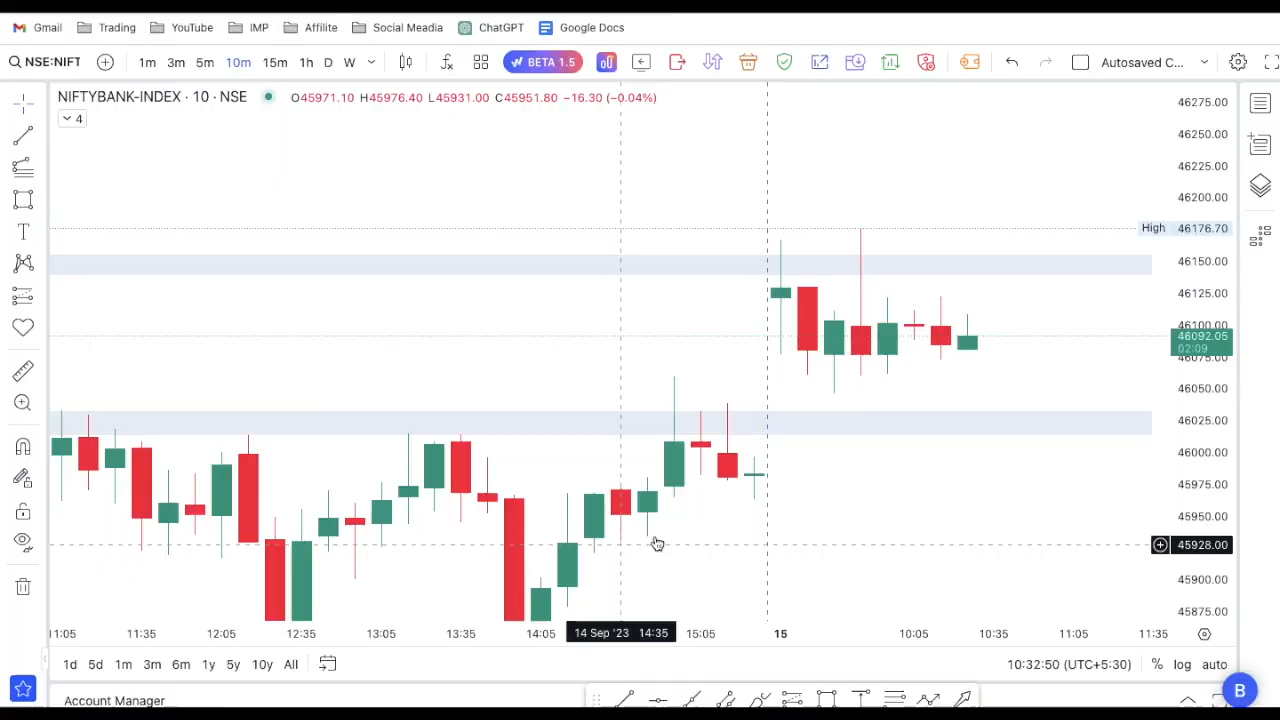 Gmail Trading YouTube IMP Affilite Social Meadia ChatGPT Google Docs
NSE:NIFT 1m 3m 5m 10m 15m 1h D W BETA 1.5 Autosaved C...
NIFTYBANK-INDEX · 10 · NSE O45971.10 H45976.40 L45931.00 C45951.80 −16.30 (−0.04%)
4
46275.00
46250.00
46225.00
46200.00
High 46176.70
46150.00
46125.00
46100.00
46092.05
02:09
46075.00
46050.00
46025.00
46000.00
45975.00
45950.00
45928.00
45900.00
45875.00
11:05 11:35 12:05 12:35 13:05 13:35 14:05 14 Sep '23 14:35 15:05 15 10:05 10:35 11:05 11:35
1d 5d 1m 3m 6m 1y 5y 10y All 10:32:50 (UTC+5:30) % log auto
Account Manager
B